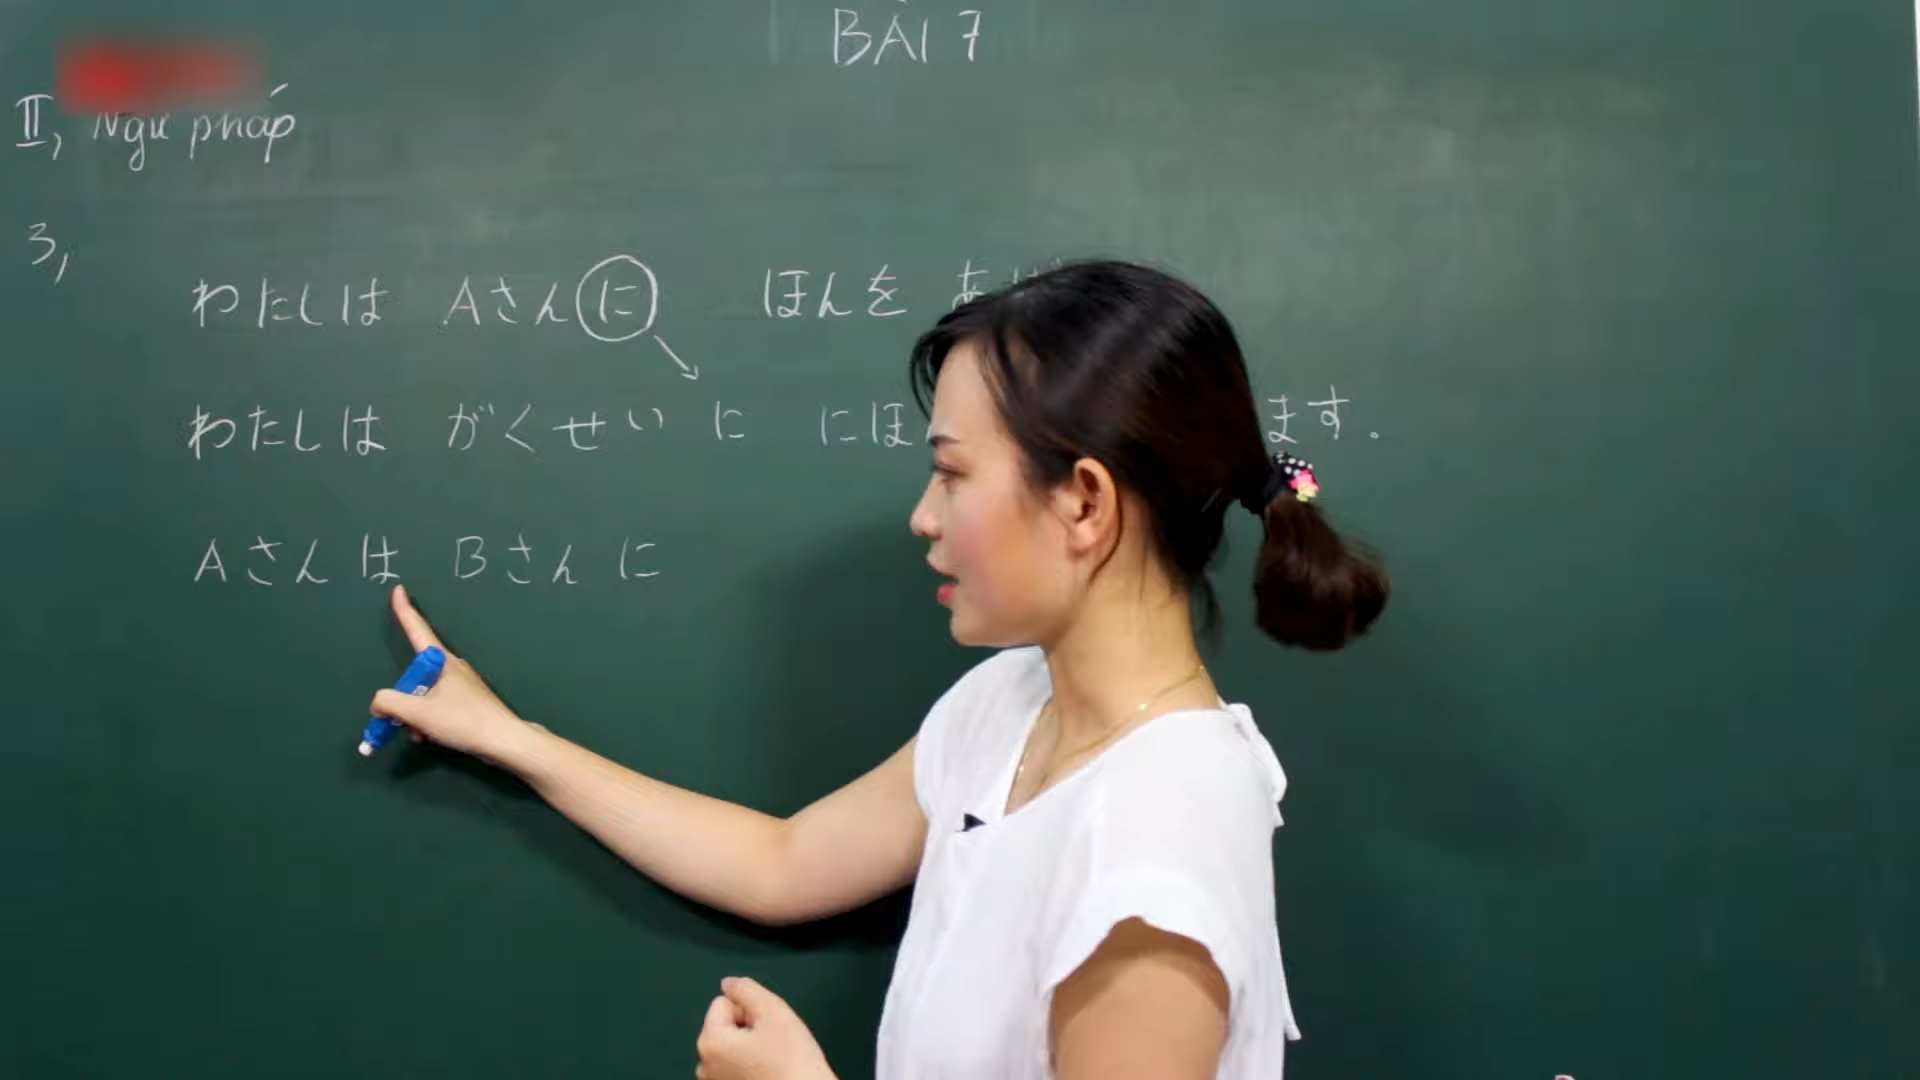 BÀI 7
II, Ngữ pháp
3,
わたしは Aさんに ほんを あ
わたしは がくせい に にほ ます。
Aさん は Bさん に